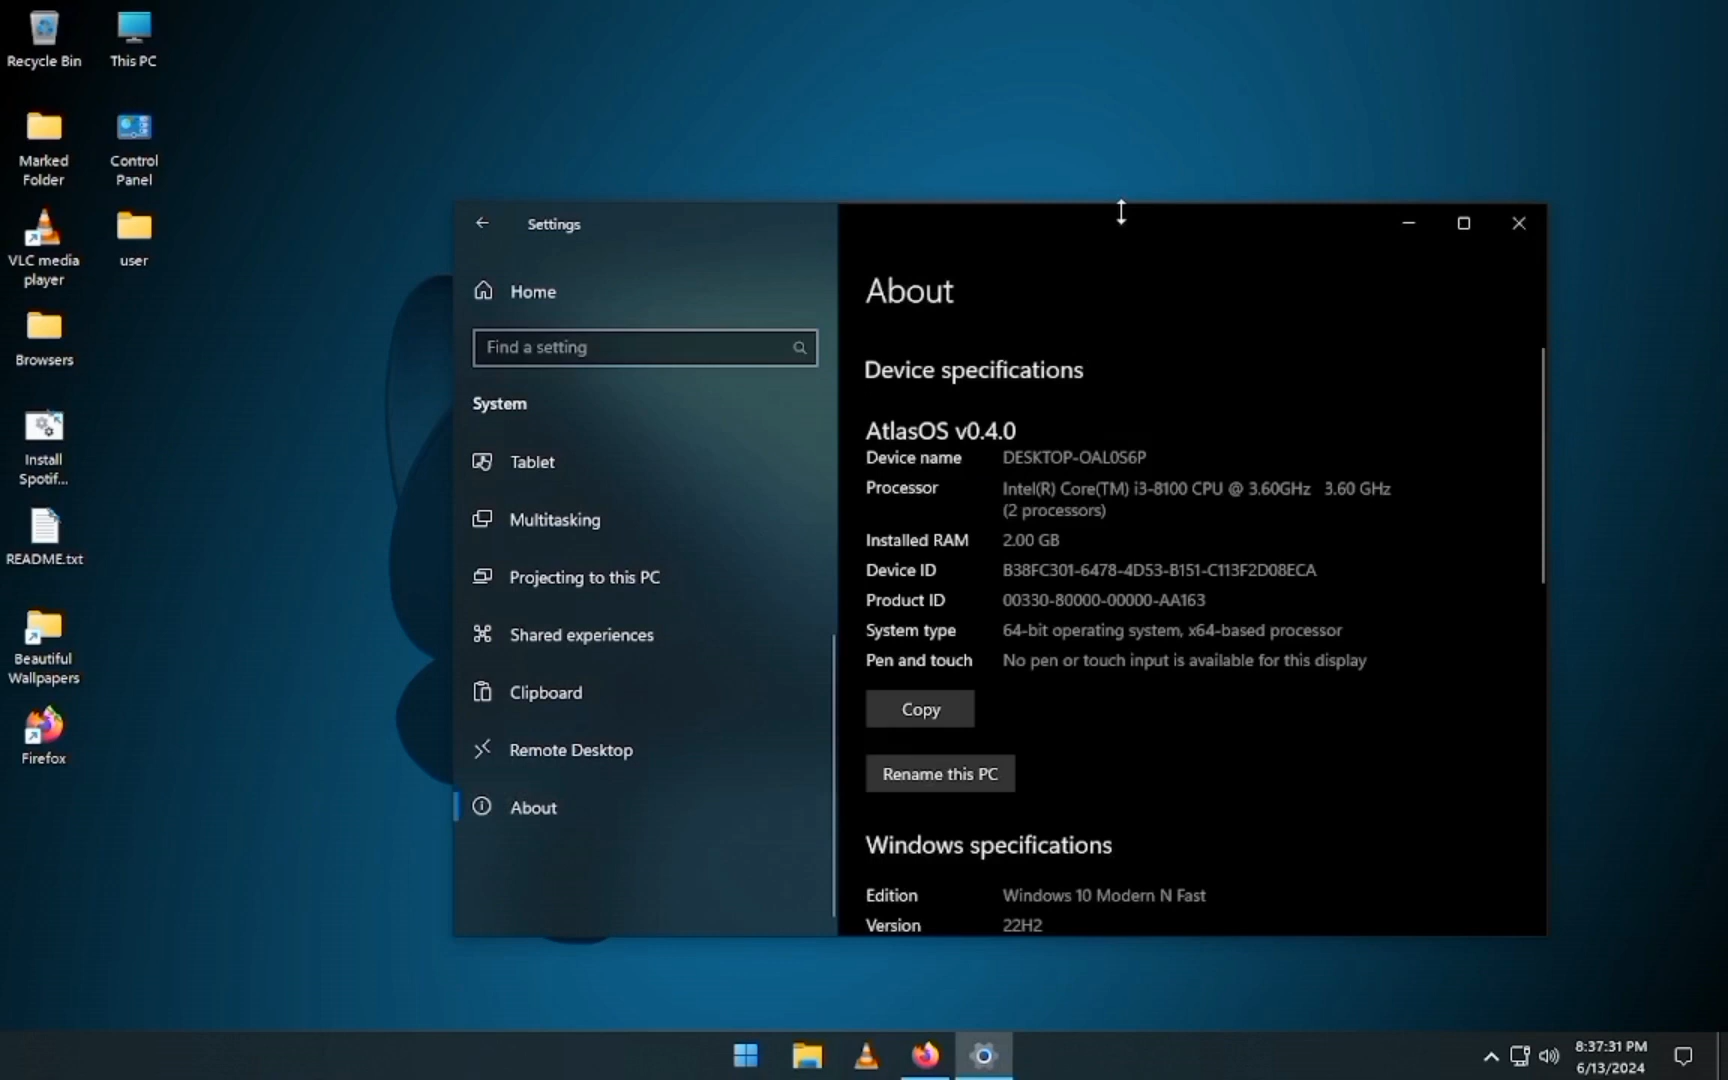 Recycle Bin
This PC
Marked
Folder
Control
Panel
VLC media
player
user
Browsers
Install
Spotif...
README.txt
Beautiful
Wallpapers
Firefox
Settings
Home
Find a setting
System
Tablet
Multitasking
Projecting to this PC
Shared experiences
Clipboard
Remote Desktop
About
About
Device specifications
AtlasOS v0.4.0
Device name DESKTOP-OAL0S6P
Processor Intel(R) Core(TM) i3-8100 CPU @ 3.60GHz 3.60 GHz
(2 processors)
Installed RAM 2.00 GB
Device ID B38FC301-6478-4D53-B151-C113F2D08ECA
Product ID 00330-80000-00000-AA163
System type 64-bit operating system, x64-based processor
Pen and touch No pen or touch input is available for this display
Copy
Rename this PC
Windows specifications
Edition Windows 10 Modern N Fast
Version 22H2
8:37:31 PM
6/13/2024